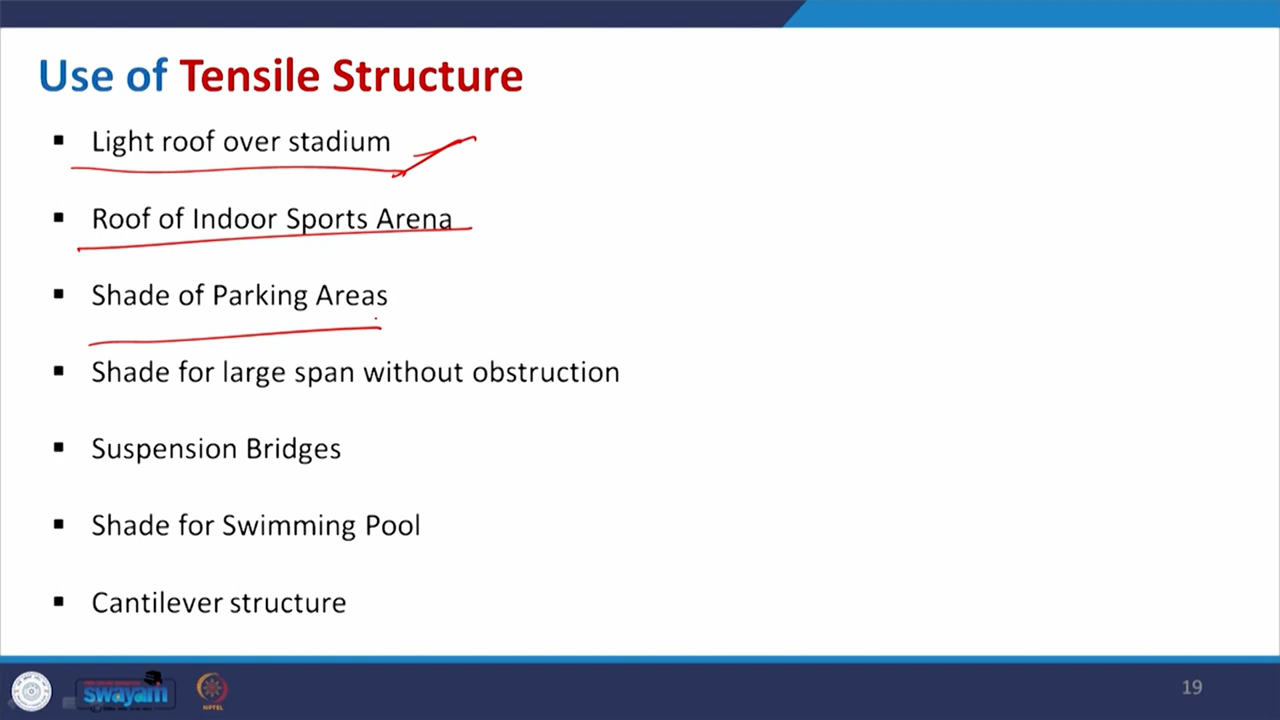 Use of Tensile Structure
▪ Light roof over stadium
▪ Roof of Indoor Sports Arena
▪ Shade of Parking Areas
▪ Shade for large span without obstruction
▪ Suspension Bridges
▪ Shade for Swimming Pool
▪ Cantilever structure
swayam
NPTEL
19